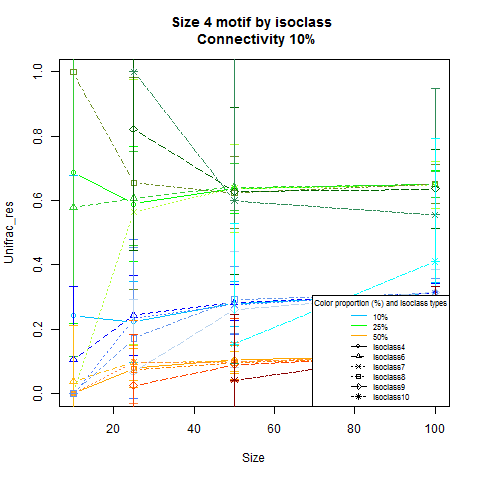 Size 4 motif by isoclass
Connectivity 10%
Unifrac_res
1.0
0.8
0.6
0.4
0.2
0.0
Color proportion (%) and Isoclass types
10%
25%
50%
Isoclass4
Isoclass6
Isoclass7
Isoclass8
Isoclass9
Isoclass10
20 40 60 80 100
Size